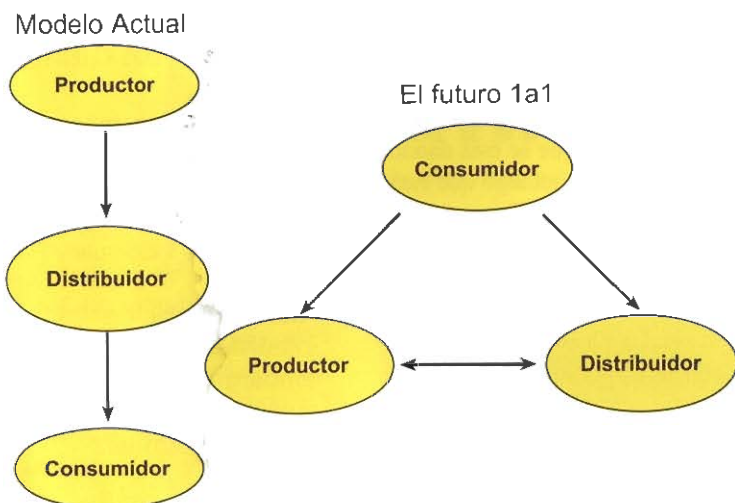 Modelo Actual
Productor
Distribuidor
Consumidor
El futuro 1a1
Consumidor
Productor
Distribuidor